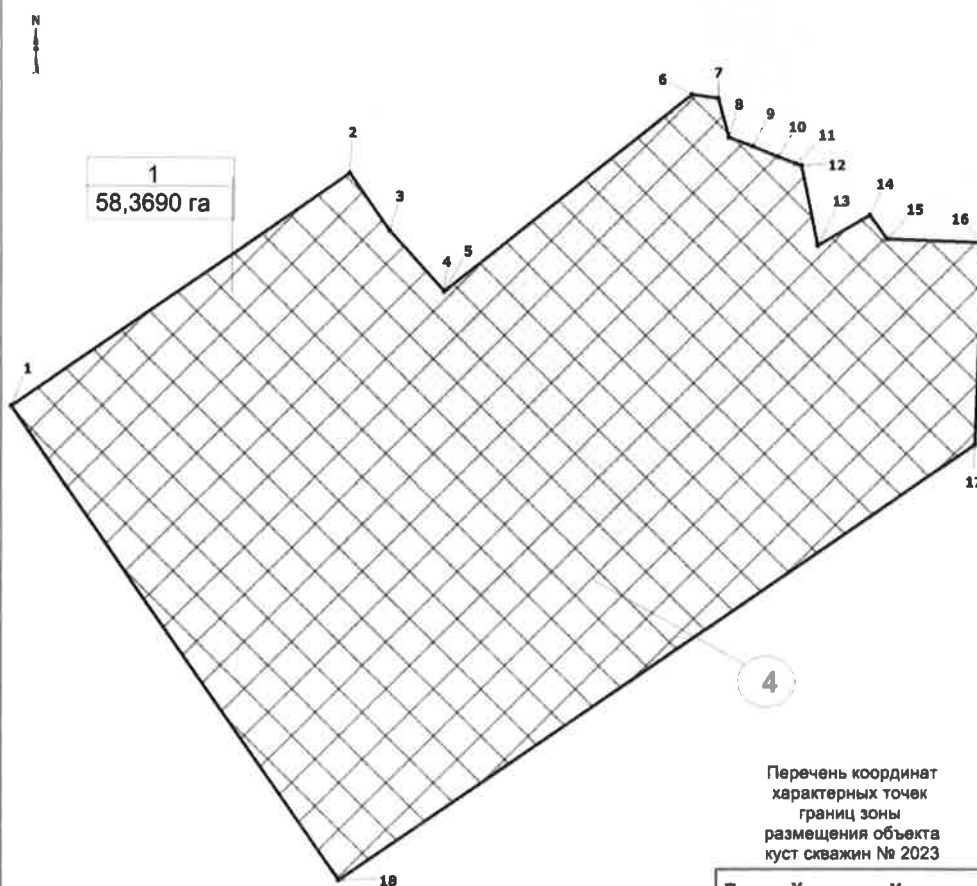 N
6
7
8
9
10
11
12
2
1
58,3690 га
3
14
15
16
13
4
5
1
17
4
Перечень координат
характерных точек
границ зоны
размещения объекта
куст скважин № 2023
18